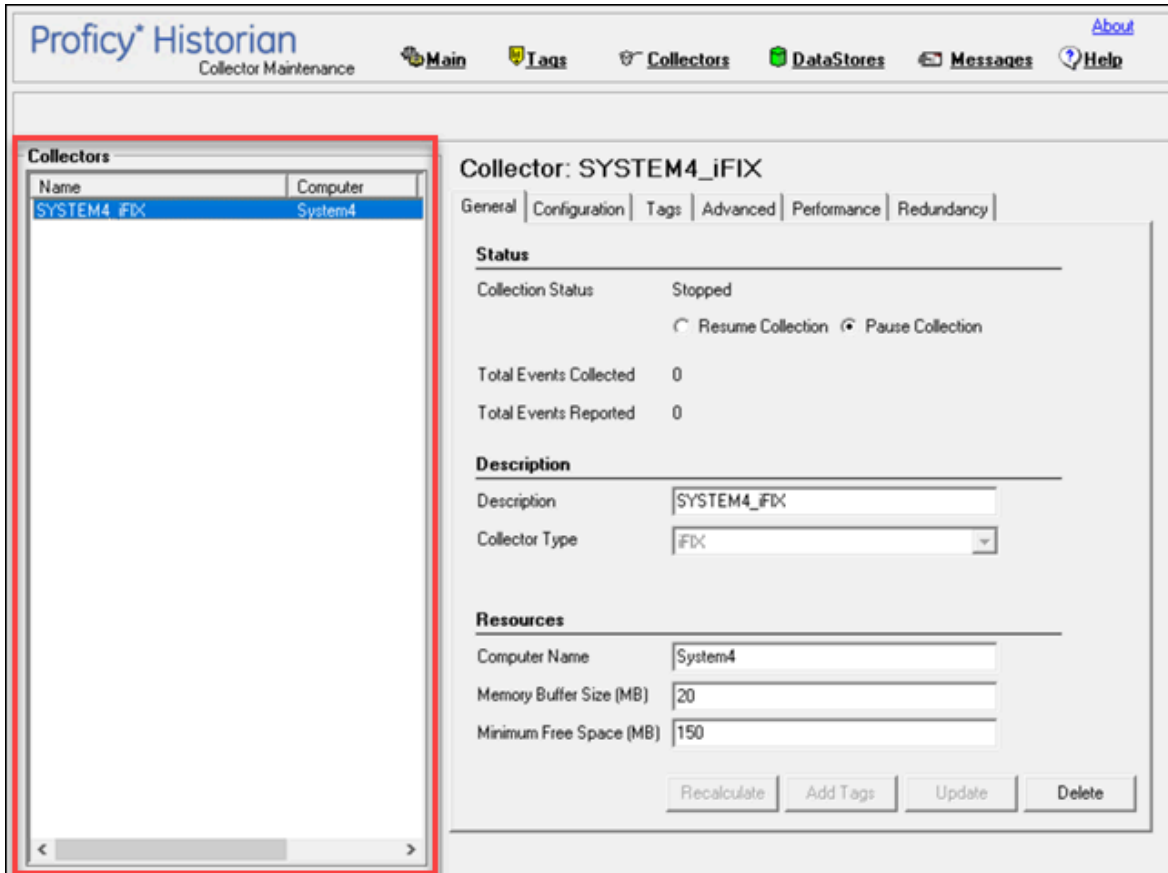 About
Proficy* Historian
Collector Maintenance
Main Tags Collectors DataStores Messages Help
Collectors
Name Computer
SYSTEM4_iFIX System4
Collector: SYSTEM4_iFIX
General Configuration Tags Advanced Performance Redundancy
Status
Collection Status Stopped
Resume Collection Pause Collection
Total Events Collected 0
Total Events Reported 0
Description
Description SYSTEM4_iFIX
Collector Type iFIX
Resources
Computer Name System4
Memory Buffer Size (MB) 20
Minimum Free Space (MB) 150
Recalculate Add Tags Update Delete